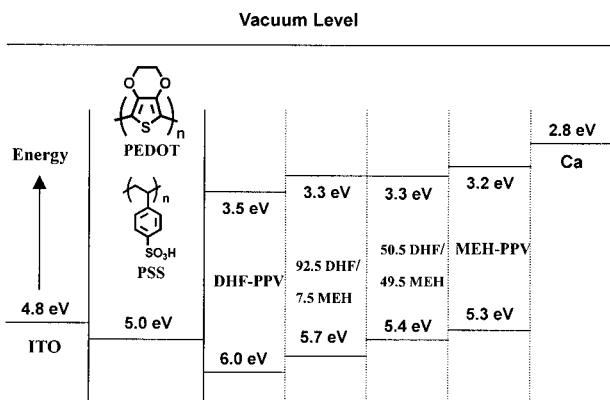 Vacuum Level
O O
S
n
PEDOT
n
SO₃H
PSS
Energy
4.8 eV
ITO
5.0 eV
3.5 eV
DHF-PPV
6.0 eV
3.3 eV
92.5 DHF/
7.5 MEH
5.7 eV
3.3 eV
50.5 DHF/
49.5 MEH
5.4 eV
3.2 eV
MEH-PPV
5.3 eV
2.8 eV
Ca